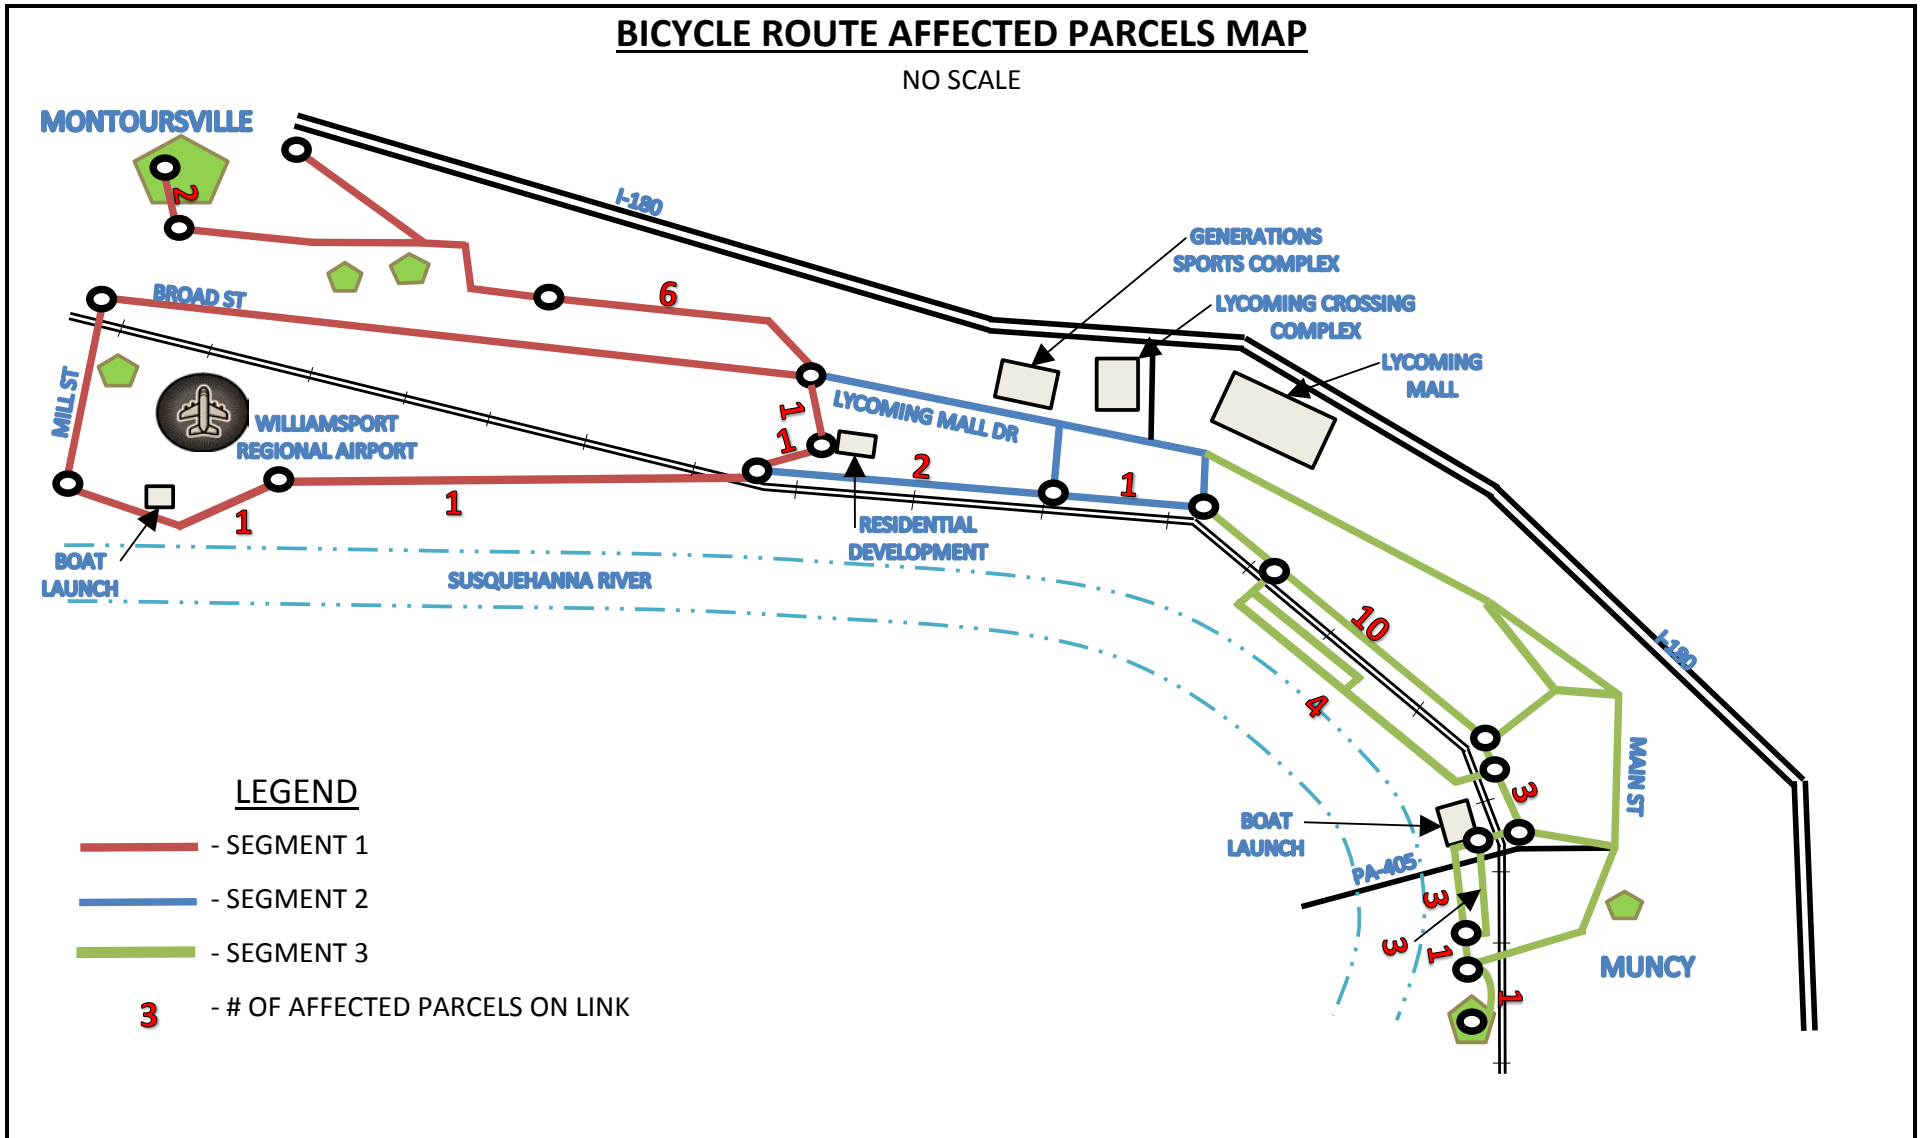 BICYCLE ROUTE AFFECTED PARCELS MAP
NO SCALE
MONTOURSVILLE
2
I-180
GENERATIONS
SPORTS COMPLEX
BROAD ST
6
LYCOMING CROSSING
COMPLEX
LYCOMING
MALL
MILL ST
1
LYCOMING MALL DR
WILLIAMSPORT
REGIONAL AIRPORT
1
2
1
1
1
RESIDENTIAL
DEVELOPMENT
BOAT
LAUNCH
SUSQUEHANNA RIVER
10
I-180
4
MAIN ST
3
BOAT
LAUNCH
PA-405
3
3
1
MUNCY
1
LEGEND
- SEGMENT 1
- SEGMENT 2
- SEGMENT 3
3 - # OF AFFECTED PARCELS ON LINK